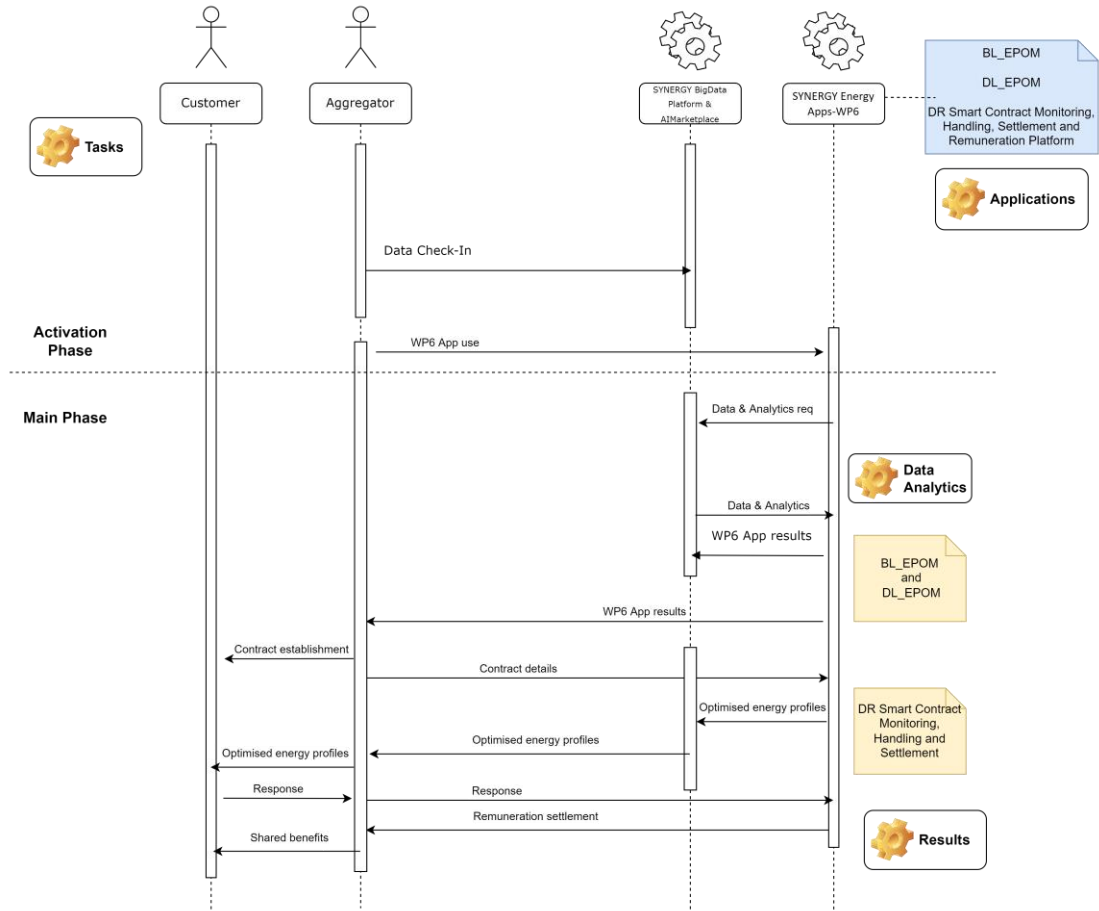 Customer
Aggregator
SYNERGY BigData
Platform &
AIMarketplace
SYNERGY Energy
Apps-WP6
BL_EPOM
DL_EPOM
DR Smart Contract Monitoring,
Handling, Settlement and
Remuneration Platform
Tasks
Applications
Data Check-In
Activation
Phase
WP6 App use
Main Phase
Data & Analytics req
Data
Analytics
Data & Analytics
WP6 App results
BL_EPOM
and
DL_EPOM
WP6 App results
Contract establishment
Contract details
Optimised energy profiles
DR Smart Contract
Monitoring,
Handling and
Settlement
Optimised energy profiles
Optimised energy profiles
Response
Response
Remuneration settlement
Shared benefits
Results